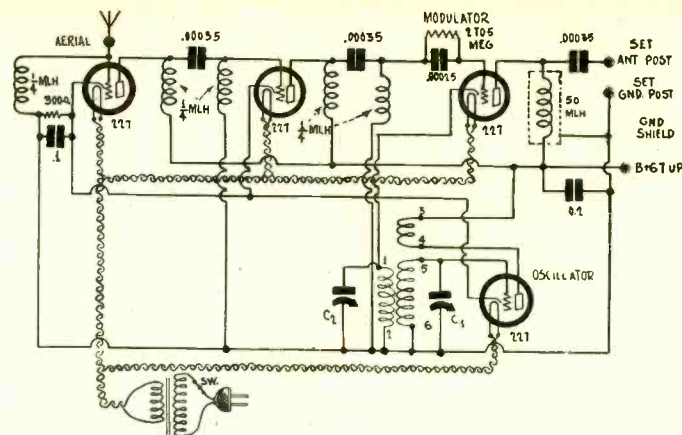 AERIAL
.00035
.00035
MODULATOR
2 TO 5
MEG
.00025
.00035
SET
ANT POST
SET
GND. POST
GND
SHIELD
B+67 UP
1/4 MLH
900Ω
.1
227
1/4 MLH
227
1/4 MLH
227
50
MLH
0.2
3
4
1
2
5
6
C2
C1
OSCILLATOR
227
SW.